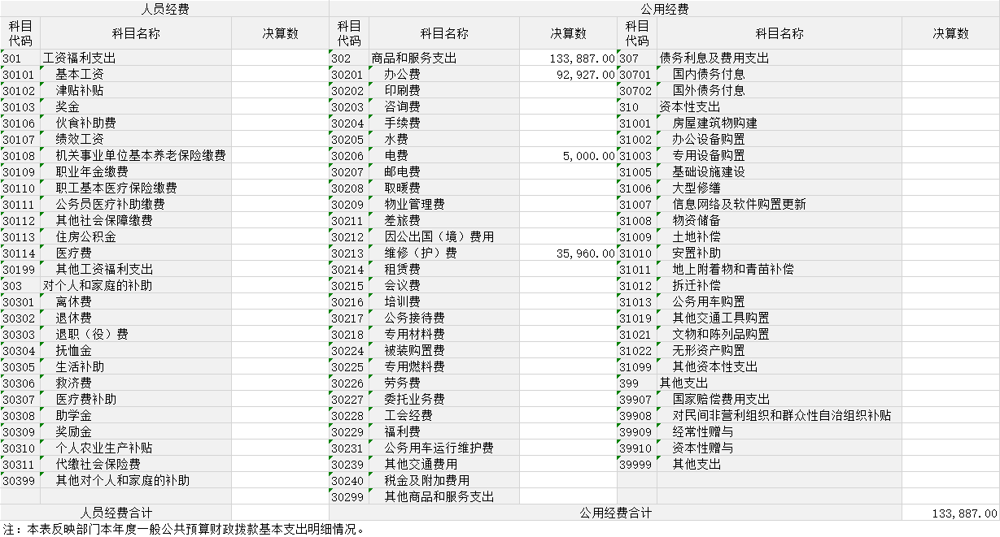 人员经费 公用经费
科目代码 科目名称 决算数 科目代码 科目名称 决算数 科目代码 科目名称 决算数
301 工资福利支出 302 商品和服务支出 133,887.00 307 债务利息及费用支出
30101 基本工资 30201 办公费 92,927.00 30701 国内债务付息
30102 津贴补贴 30202 印刷费 30702 国外债务付息
30103 奖金 30203 咨询费 310 资本性支出
30106 伙食补助费 30204 手续费 31001 房屋建筑物购建
30107 绩效工资 30205 水费 31002 办公设备购置
30108 机关事业单位基本养老保险缴费 30206 电费 5,000.00 31003 专用设备购置
30109 职业年金缴费 30207 邮电费 31005 基础设施建设
30110 职工基本医疗保险缴费 30208 取暖费 31006 大型修缮
30111 公务员医疗补助缴费 30209 物业管理费 31007 信息网络及软件购置更新
30112 其他社会保障缴费 30211 差旅费 31008 物资储备
30113 住房公积金 30212 因公出国（境）费用 31009 土地补偿
30114 医疗费 30213 维修（护）费 35,960.00 31010 安置补助
30199 其他工资福利支出 30214 租赁费 31011 地上附着物和青苗补偿
303 对个人和家庭的补助 30215 会议费 31012 拆迁补偿
30301 离休费 30216 培训费 31013 公务用车购置
30302 退休费 30217 公务接待费 31019 其他交通工具购置
30303 退职（役）费 30218 专用材料费 31021 文物和陈列品购置
30304 抚恤金 30224 被装购置费 31022 无形资产购置
30305 生活补助 30225 专用燃料费 31099 其他资本性支出
30306 救济费 30226 劳务费 399 其他支出
30307 医疗费补助 30227 委托业务费 39907 国家赔偿费用支出
30308 助学金 30228 工会经费 39908 对民间非营利组织和群众性自治组织补贴
30309 奖励金 30229 福利费 39909 经常性赠与
30310 个人农业生产补贴 30231 公务用车运行维护费 39910 资本性赠与
30311 代缴社会保险费 30239 其他交通费用 39999 其他支出
30399 其他对个人和家庭的补助 30240 税金及附加费用
30299 其他商品和服务支出
人员经费合计 公用经费合计 133,887.00
注：本表反映部门本年度一般公共预算财政拨款基本支出明细情况。